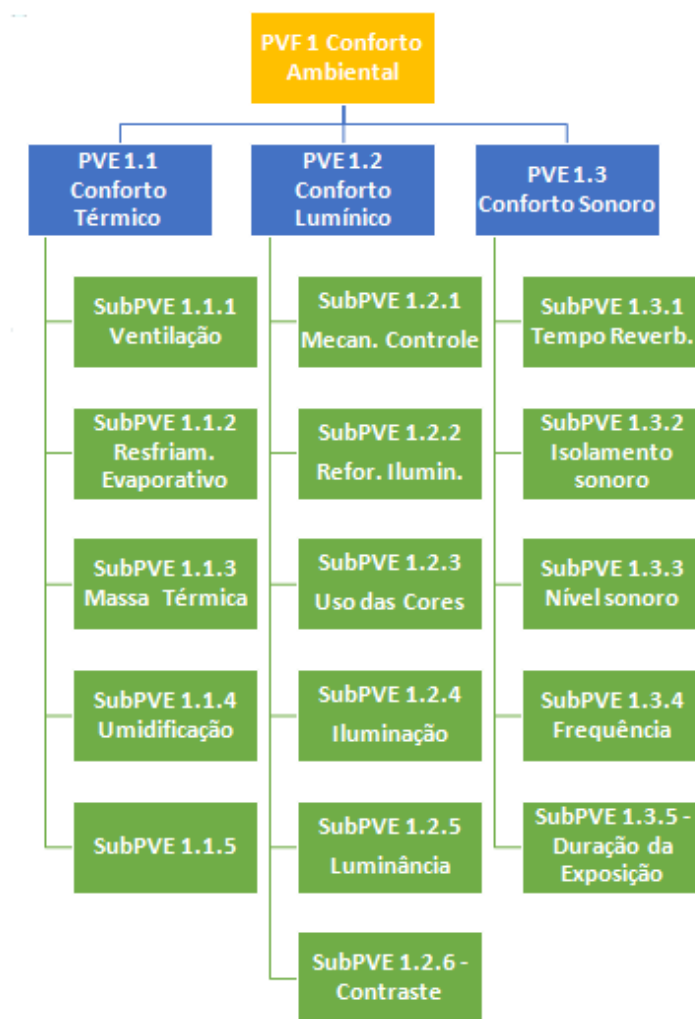 PVF 1 Conforto
Ambiental
PVE 1.1
Conforto
Térmico
PVE 1.2
Conforto
Lumínico
PVE 1.3
Conforto Sonoro
SubPVE 1.1.1
Ventilação
SubPVE 1.1.2
Resfriam.
Evaporativo
SubPVE 1.1.3
Massa Térmica
SubPVE 1.1.4
Umidificação
SubPVE 1.1.5
SubPVE 1.2.1
Mecan. Controle
SubPVE 1.2.2
Refor. Ilumin.
SubPVE 1.2.3
Uso das Cores
SubPVE 1.2.4
Iluminação
SubPVE 1.2.5
Luminância
SubPVE 1.2.6 -
Contraste
SubPVE 1.3.1
Tempo Reverb.
SubPVE 1.3.2
Isolamento
sonoro
SubPVE 1.3.3
Nível sonoro
SubPVE 1.3.4
Frequência
SubPVE 1.3.5 -
Duração da
Exposição